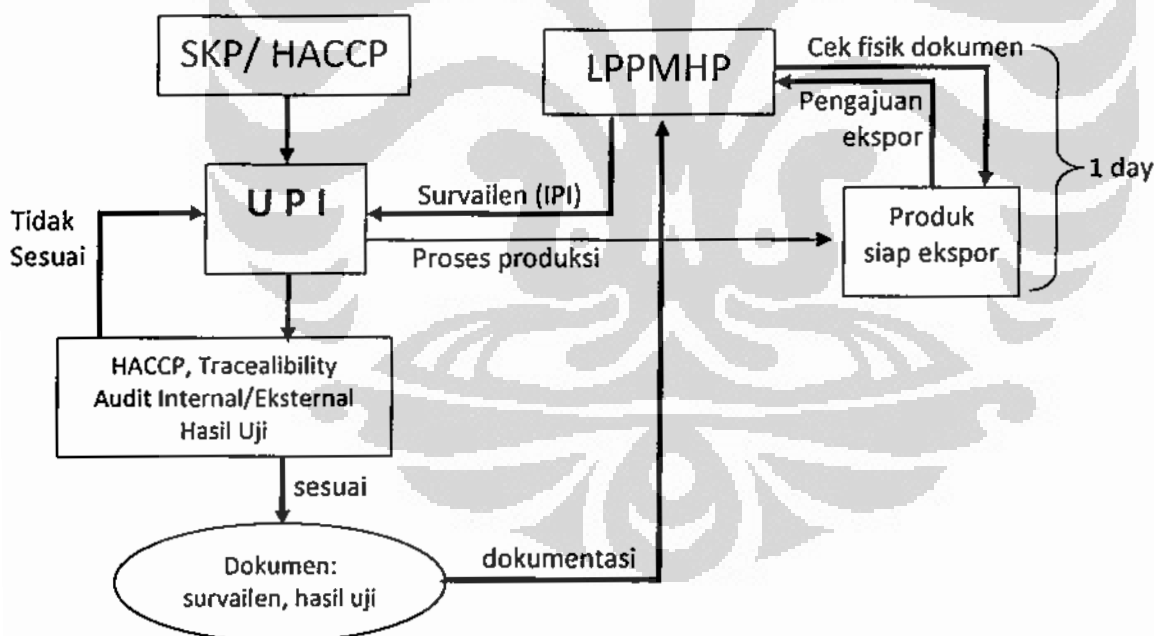 SKP/ HACCP
LPPMHP
Cek fisik dokumen
Pengajuan
ekspor
1 day
U P I
Survailen (IPI)
Tidak
Sesuai
Proses produksi
Produk
siap ekspor
HACCP, Tracealibility
Audit Internal/Eksternal
Hasil Uji
sesuai
Dokumen:
survailen, hasil uji
dokumentasi